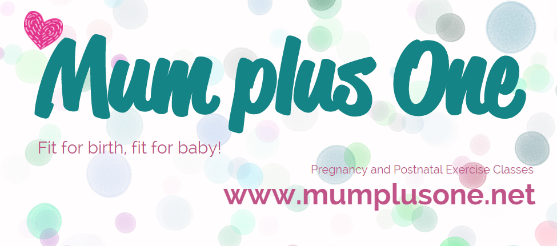 Mum plus One
Fit for birth, fit for baby!
Pregnancy and Postnatal Exercise Classes
www.mumplusone.net